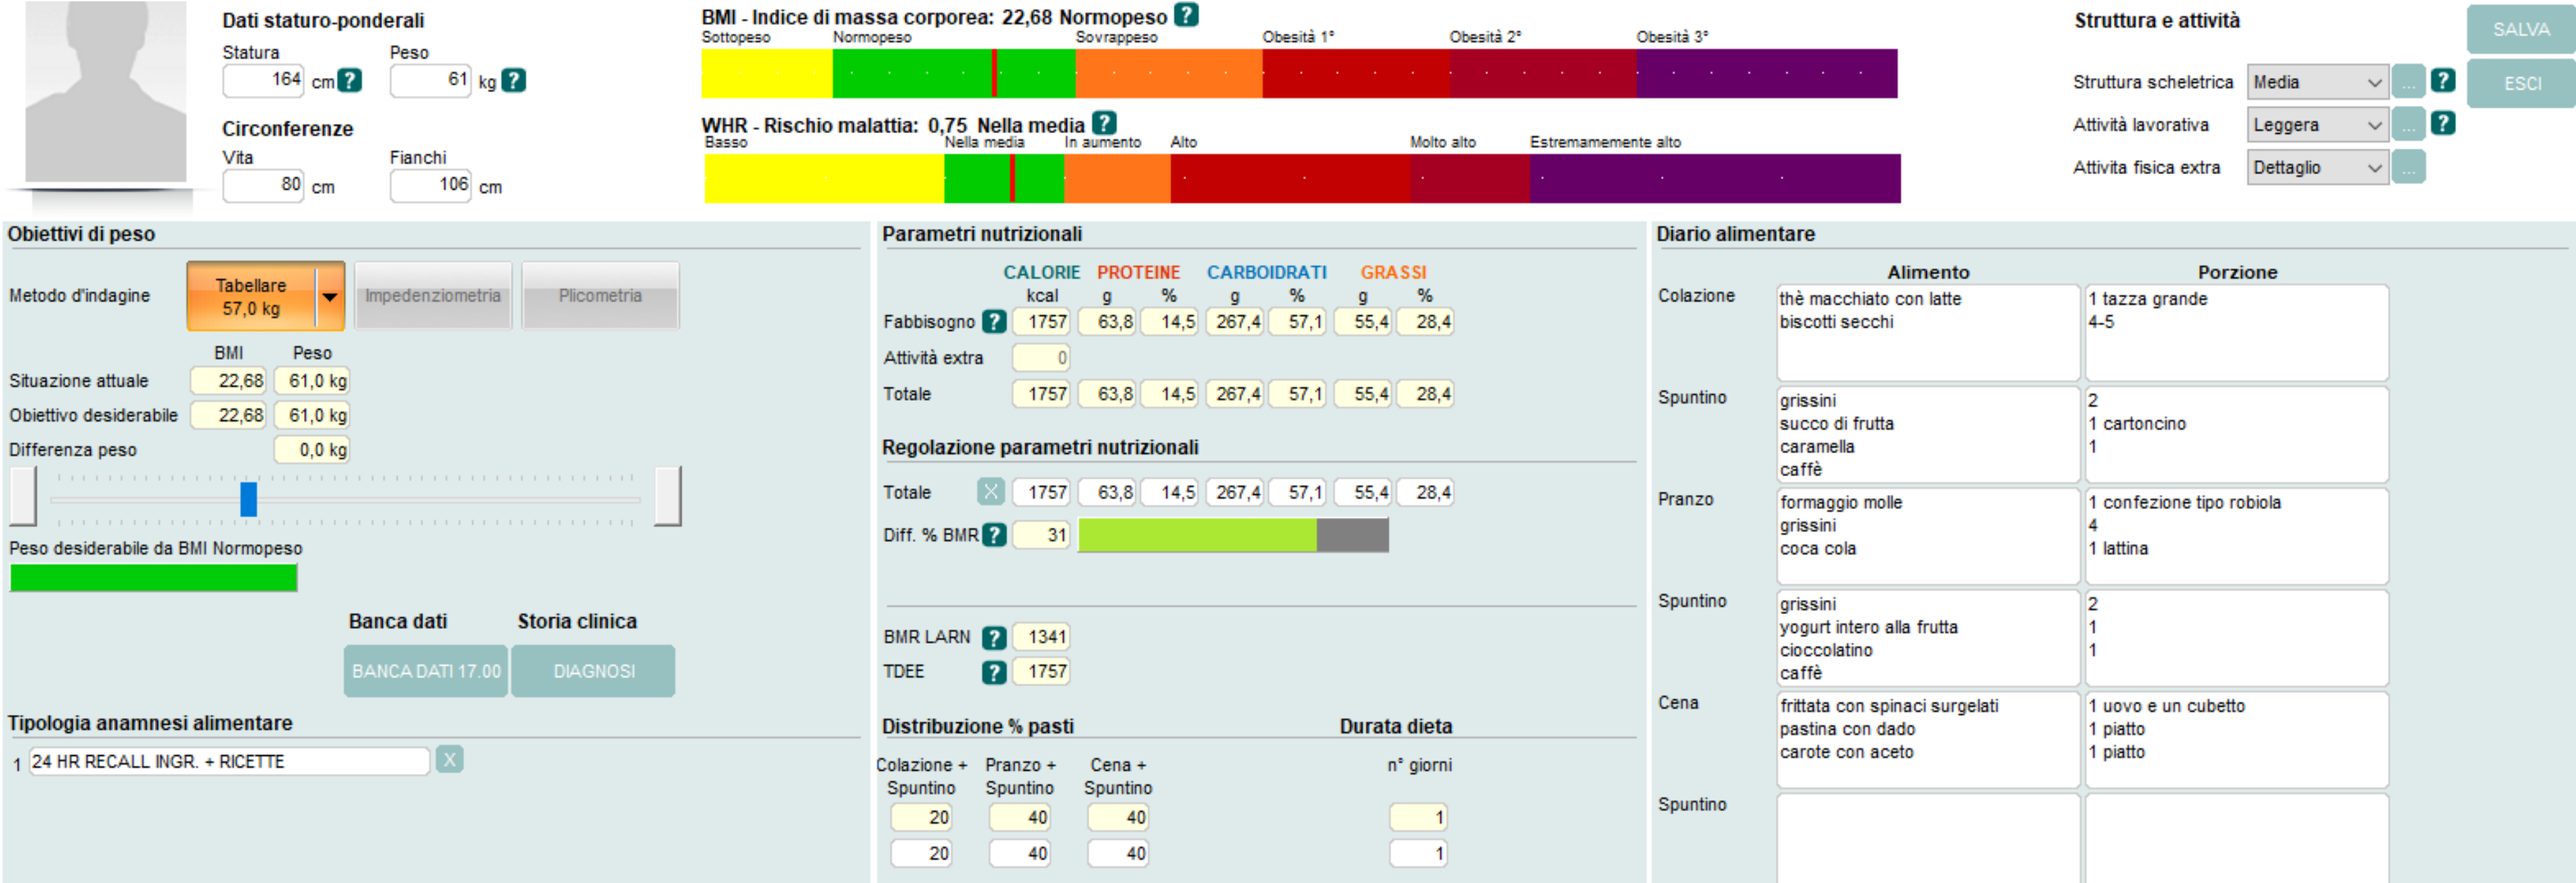 Dati staturo-ponderali
Statura Peso
164 cm ? 61 kg ?
Circonferenze
Vita Fianchi
80 cm 106 cm
BMI - Indice di massa corporea: 22,68 Normopeso ?
Sottopeso Normopeso Sovrappeso Obesità 1° Obesità 2° Obesità 3°
WHR - Rischio malattia: 0,75 Nella media ?
Basso Nella media In aumento Alto Molto alto Estremamemente alto
Struttura e attività
Struttura scheletrica Media ... ?
Attività lavorativa Leggera ... ?
Attivita fisica extra Dettaglio ...
SALVA
ESCI
Obiettivi di peso
Metodo d'indagine Tabellare 57,0 kg Impedenziometria Plicometria
BMI Peso
Situazione attuale 22,68 61,0 kg
Obiettivo desiderabile 22,68 61,0 kg
Differenza peso 0,0 kg
Peso desiderabile da BMI Normopeso
Banca dati Storia clinica
BANCA DATI 17.00 DIAGNOSI
Tipologia anamnesi alimentare
1 24 HR RECALL INGR. + RICETTE X
Parametri nutrizionali
CALORIE PROTEINE CARBOIDRATI GRASSI
kcal g % g % g %
Fabbisogno ? 1757 63,8 14,5 267,4 57,1 55,4 28,4
Attività extra 0
Totale 1757 63,8 14,5 267,4 57,1 55,4 28,4
Regolazione parametri nutrizionali
Totale X 1757 63,8 14,5 267,4 57,1 55,4 28,4
Diff. % BMR ? 31
BMR LARN ? 1341
TDEE ? 1757
Distribuzione % pasti Durata dieta
Colazione + Pranzo + Cena + n° giorni
Spuntino Spuntino Spuntino
20 40 40 1
20 40 40 1
Diario alimentare
Alimento Porzione
Colazione thè macchiato con latte 1 tazza grande
biscotti secchi 4-5
Spuntino grissini 2
succo di frutta 1 cartoncino
caramella 1
caffè
Pranzo formaggio molle 1 confezione tipo robiola
grissini 4
coca cola 1 lattina
Spuntino grissini 2
yogurt intero alla frutta 1
cioccolatino 1
caffè
Cena frittata con spinaci surgelati 1 uovo e un cubetto
pastina con dado 1 piatto
carote con aceto 1 piatto
Spuntino